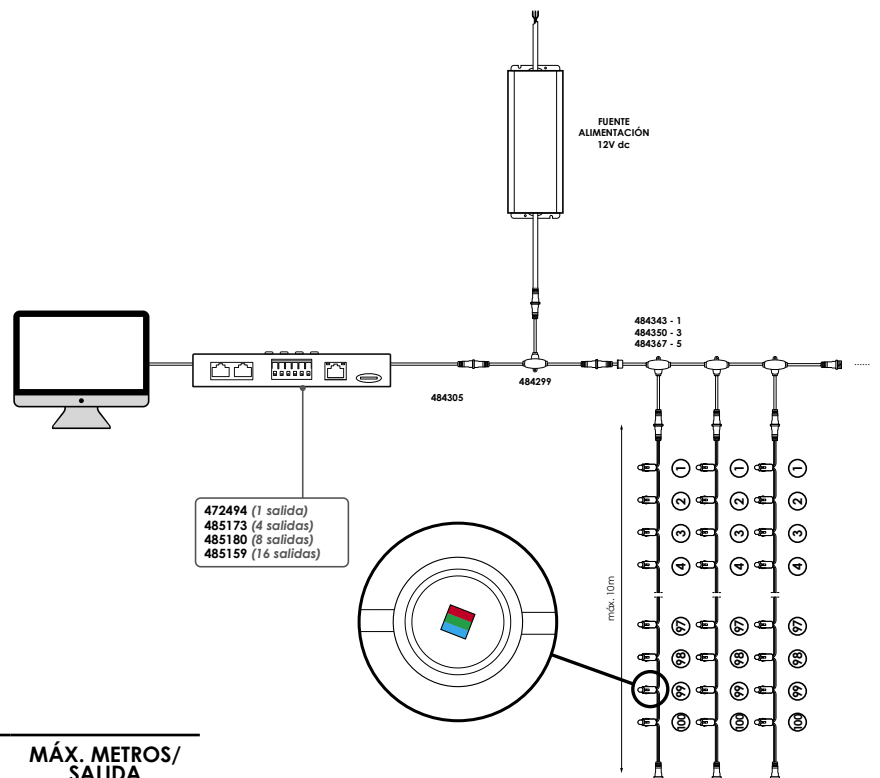 FUENTE
ALIMENTACIÓN
12V dc
484343 - 1
484350 - 3
484367 - 5
484305
484299
472494 (1 salida)
485173 (4 salidas)
485180 (8 salidas)
485159 (16 salidas)
máx. 10m
1 1 1
2 2 2
3 3 3
4 4 4
97 97 97
98 98 98
99 99 99
100 100 100
MÁX. METROS/
SALIDA